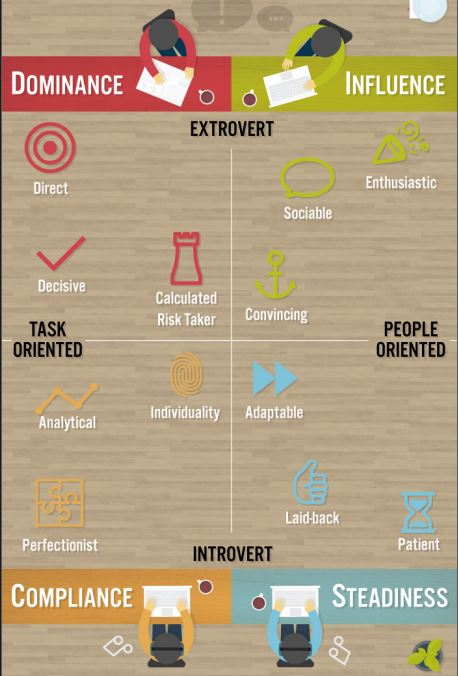 DOMINANCE
INFLUENCE
EXTROVERT
Direct
Sociable
Enthusiastic
Decisive
Calculated
Risk Taker
Convincing
TASK
ORIENTED
PEOPLE
ORIENTED
Analytical
Individuality
Adaptable
Perfectionist
Laid-back
Patient
INTROVERT
COMPLIANCE
STEADINESS